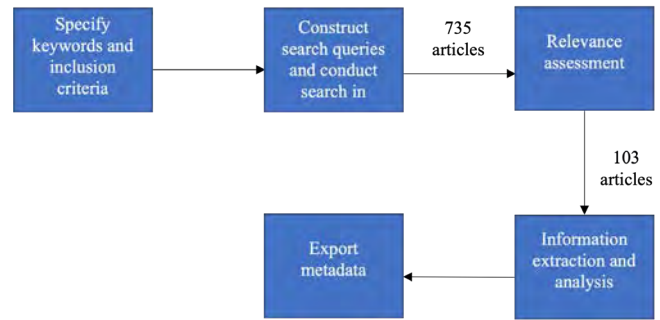 Specify
keywords and
inclusion
criteria
Construct
search queries
and conduct
search in
735
articles
Relevance
assessment
103
articles
Information
extraction and
analysis
Export
metadata